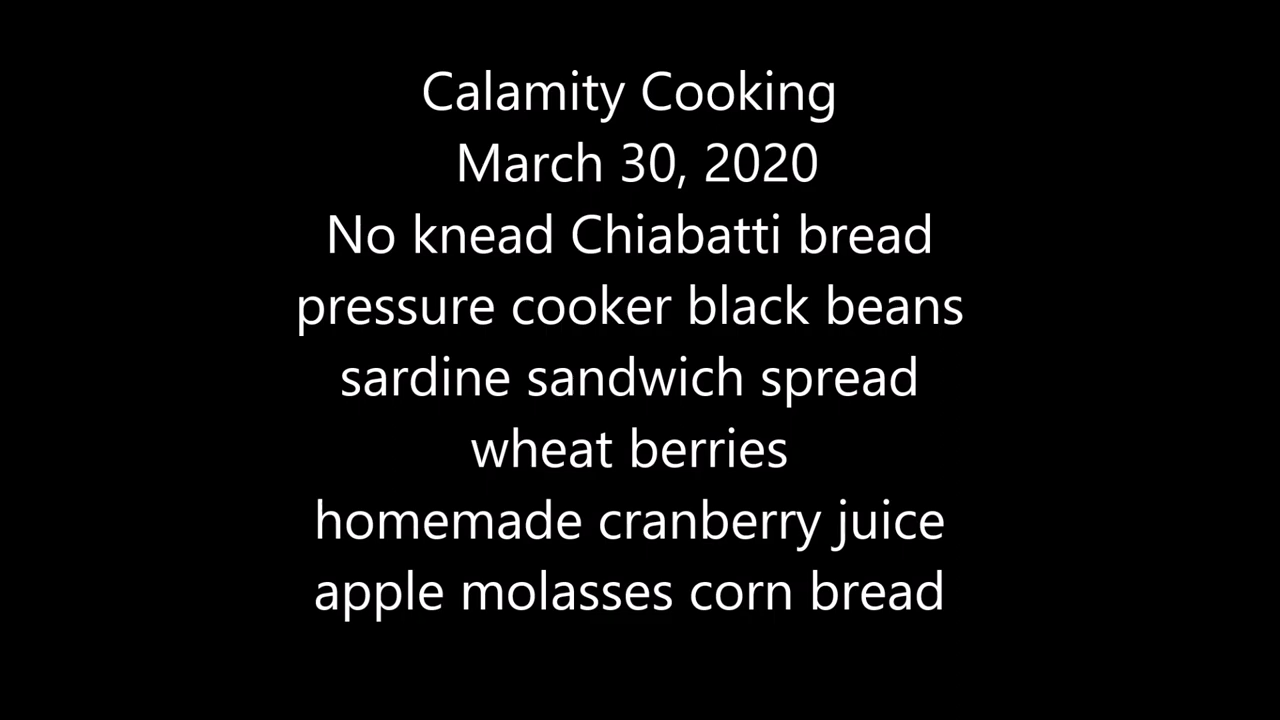 Calamity Cooking
March 30, 2020
No knead Chiabatti bread
pressure cooker black beans
sardine sandwich spread
wheat berries
homemade cranberry juice
apple molasses corn bread